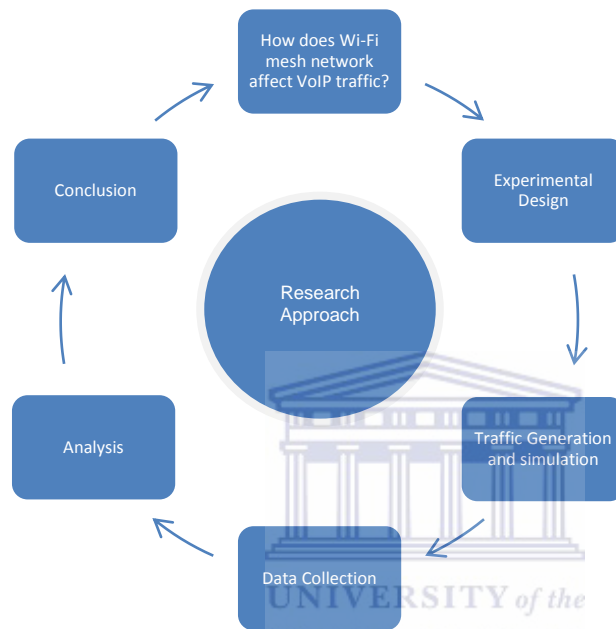 How does Wi-Fi
mesh network
affect VoIP traffic?
Experimental
Design
Conclusion
Research
Approach
Traffic Generation
and simulation
Analysis
Data Collection
UNIVERSITY of the